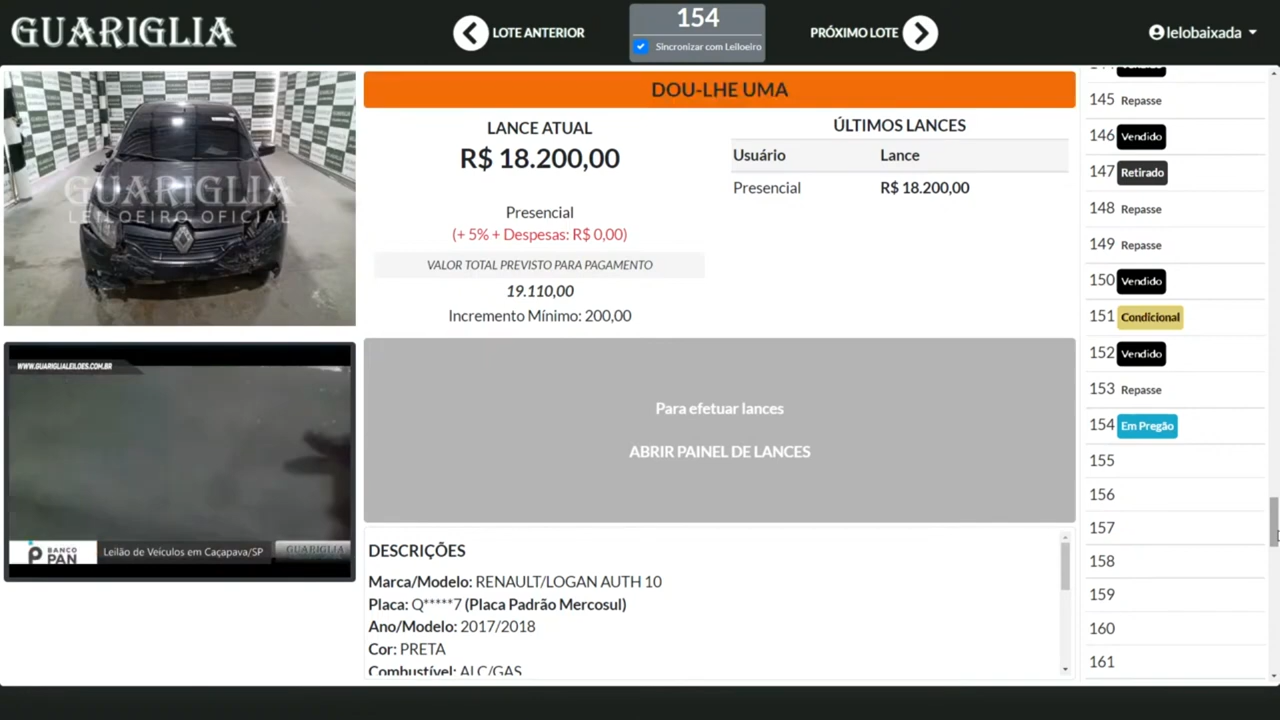 GUARIGLIA
LOTE ANTERIOR
154
Sincronizar com Leiloeiro
PRÓXIMO LOTE
lelobaixada
GUARIGLIA
LEILOEIRO OFICIAL
DOU-LHE UMA
LANCE ATUAL
R$ 18.200,00
Presencial
(+ 5% + Despesas: R$ 0,00)
VALOR TOTAL PREVISTO PARA PAGAMENTO
19.110,00
Incremento Mínimo: 200,00
ÚLTIMOS LANCES
Usuário Lance
Presencial R$ 18.200,00
Para efetuar lances
ABRIR PAINEL DE LANCES
WWW.GUARIGLIALEILOES.COM.BR
BANCO
PAN
Leilão de Veículos em Caçapava/SP
GUARIGLIA
DESCRIÇÕES
Marca/Modelo: RENAULT/LOGAN AUTH 10
Placa: Q*****7 (Placa Padrão Mercosul)
Ano/Modelo: 2017/2018
Cor: PRETA
Combustível: ALC/GAS
145 Repasse
146 Vendido
147 Retirado
148 Repasse
149 Repasse
150 Vendido
151 Condicional
152 Vendido
153 Repasse
154 Em Pregão
155
156
157
158
159
160
161